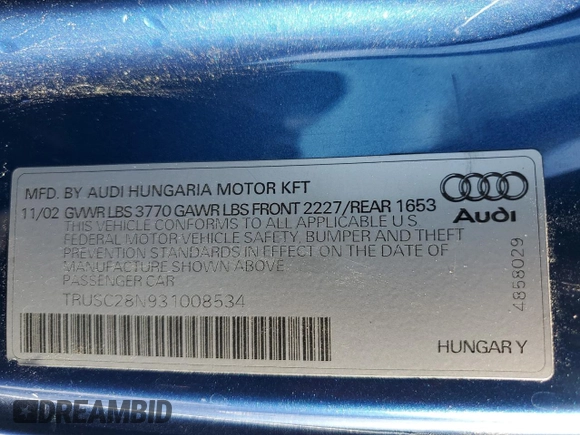 MFD. BY AUDI HUNGARIA MOTOR KFT
11/02 GVWR LBS 3770 GAWR LBS FRONT 2227/REAR 1653
THIS VEHICLE CONFORMS TO ALL APPLICABLE U S
FEDERAL MOTOR VEHICLE SAFETY, BUMPER AND THEFT
PREVENTION STANDARDS IN EFFECT ON THE DATE OF
MANUFACTURE SHOWN ABOVE
PASSENGER CAR
TRUSC28N931008534
Audi
4858029
HUNGARY
DREAMBID